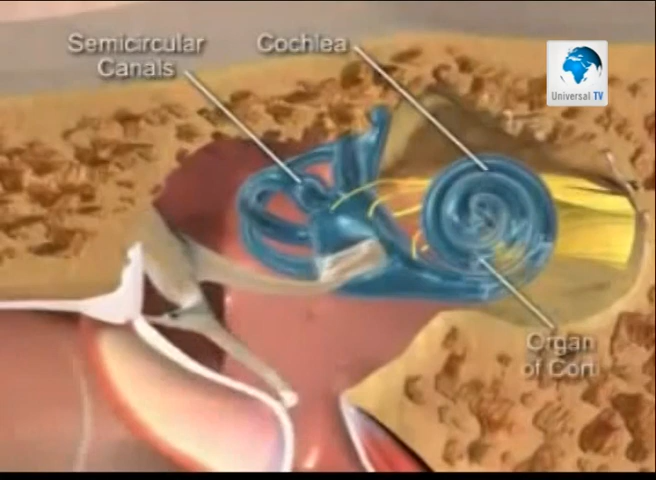 Semicircular
Canals
Cochlea
Universal TV
Organ
of Corti